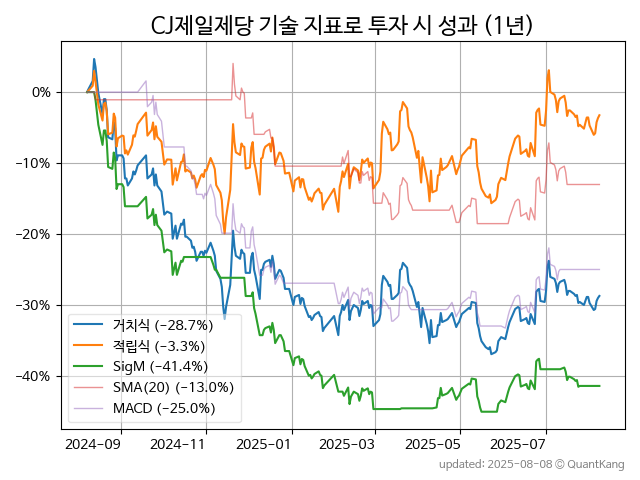 CJ제일제당 기술 지표로 투자 시 성과 (1년)
0%
−10%
−20%
−30%
−40%
거치식 (−28.7%)
적립식 (−3.3%)
SigM (−41.4%)
SMA(20) (−13.0%)
MACD (−25.0%)
2024-09 2024-11 2025-01 2025-03 2025-05 2025-07
updated: 2025-08-08 © QuantKang